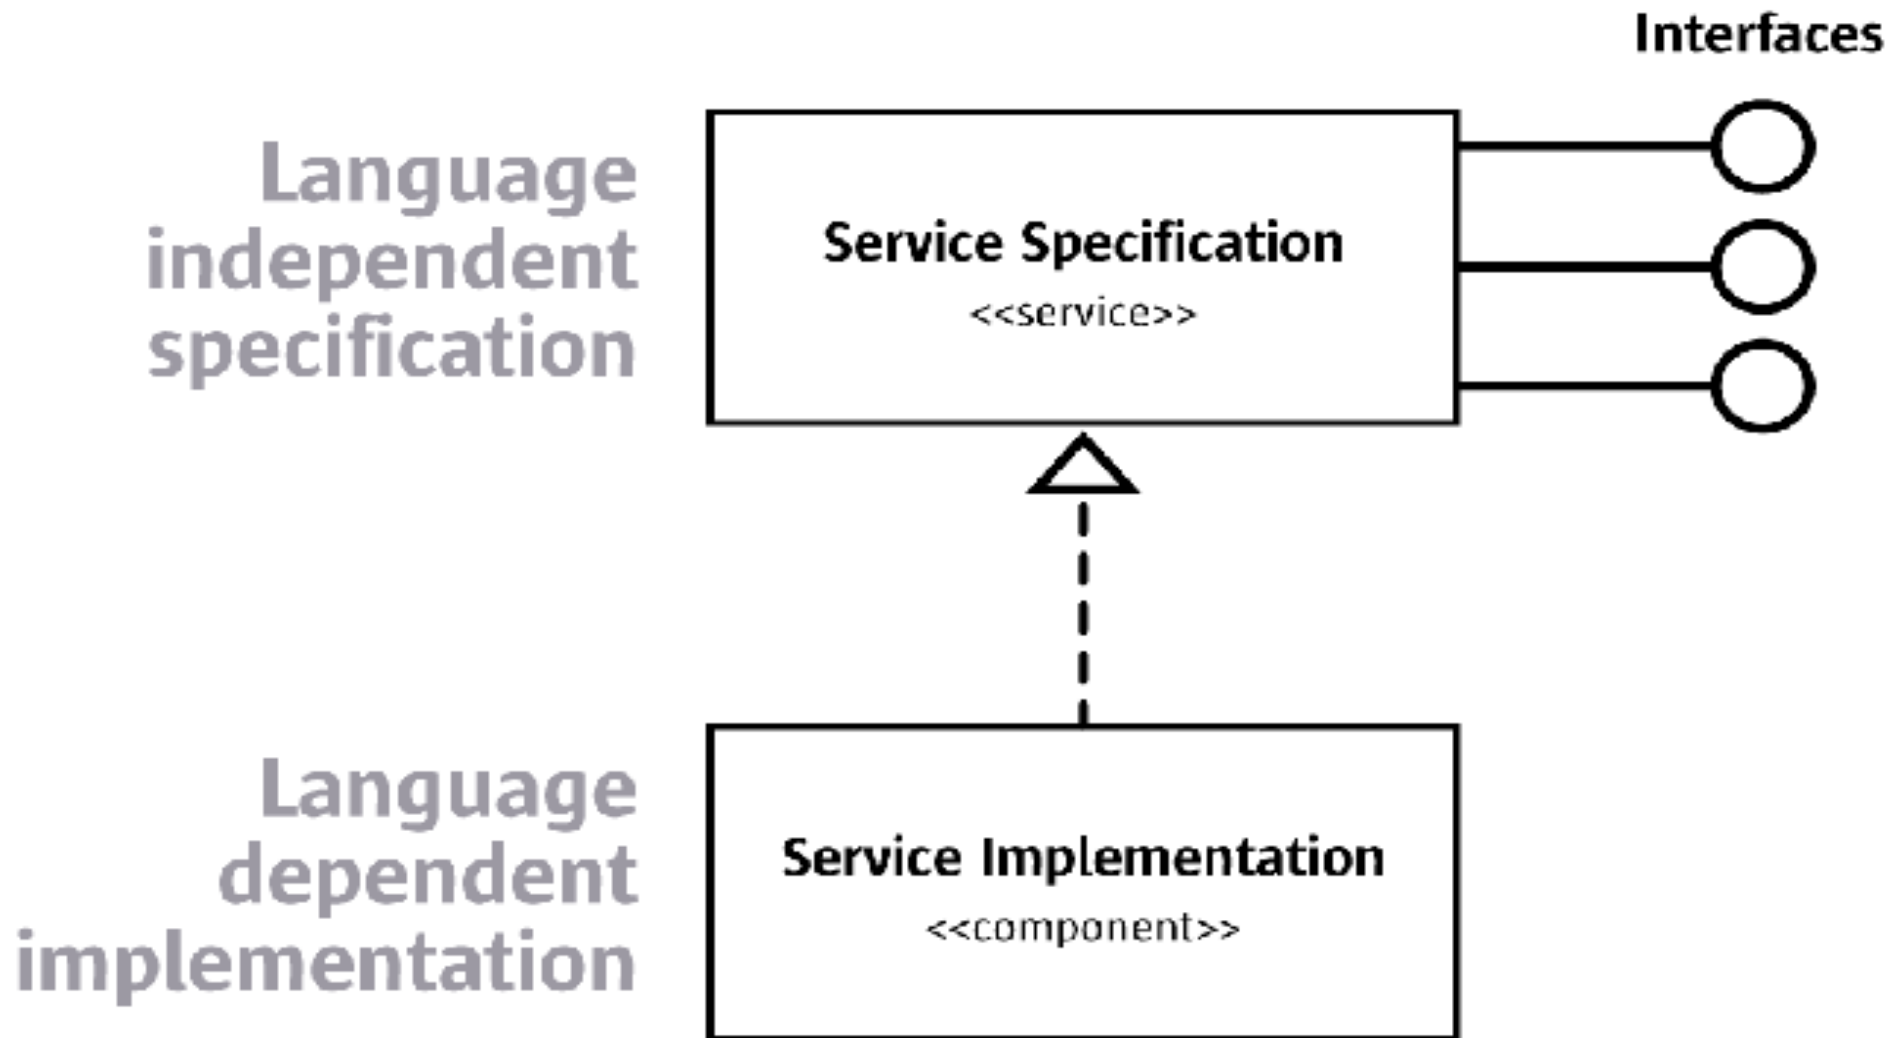 Interfaces
Language
independent
specification
Service Specification
<<service>>
Language
dependent
implementation
Service Implementation
<<component>>